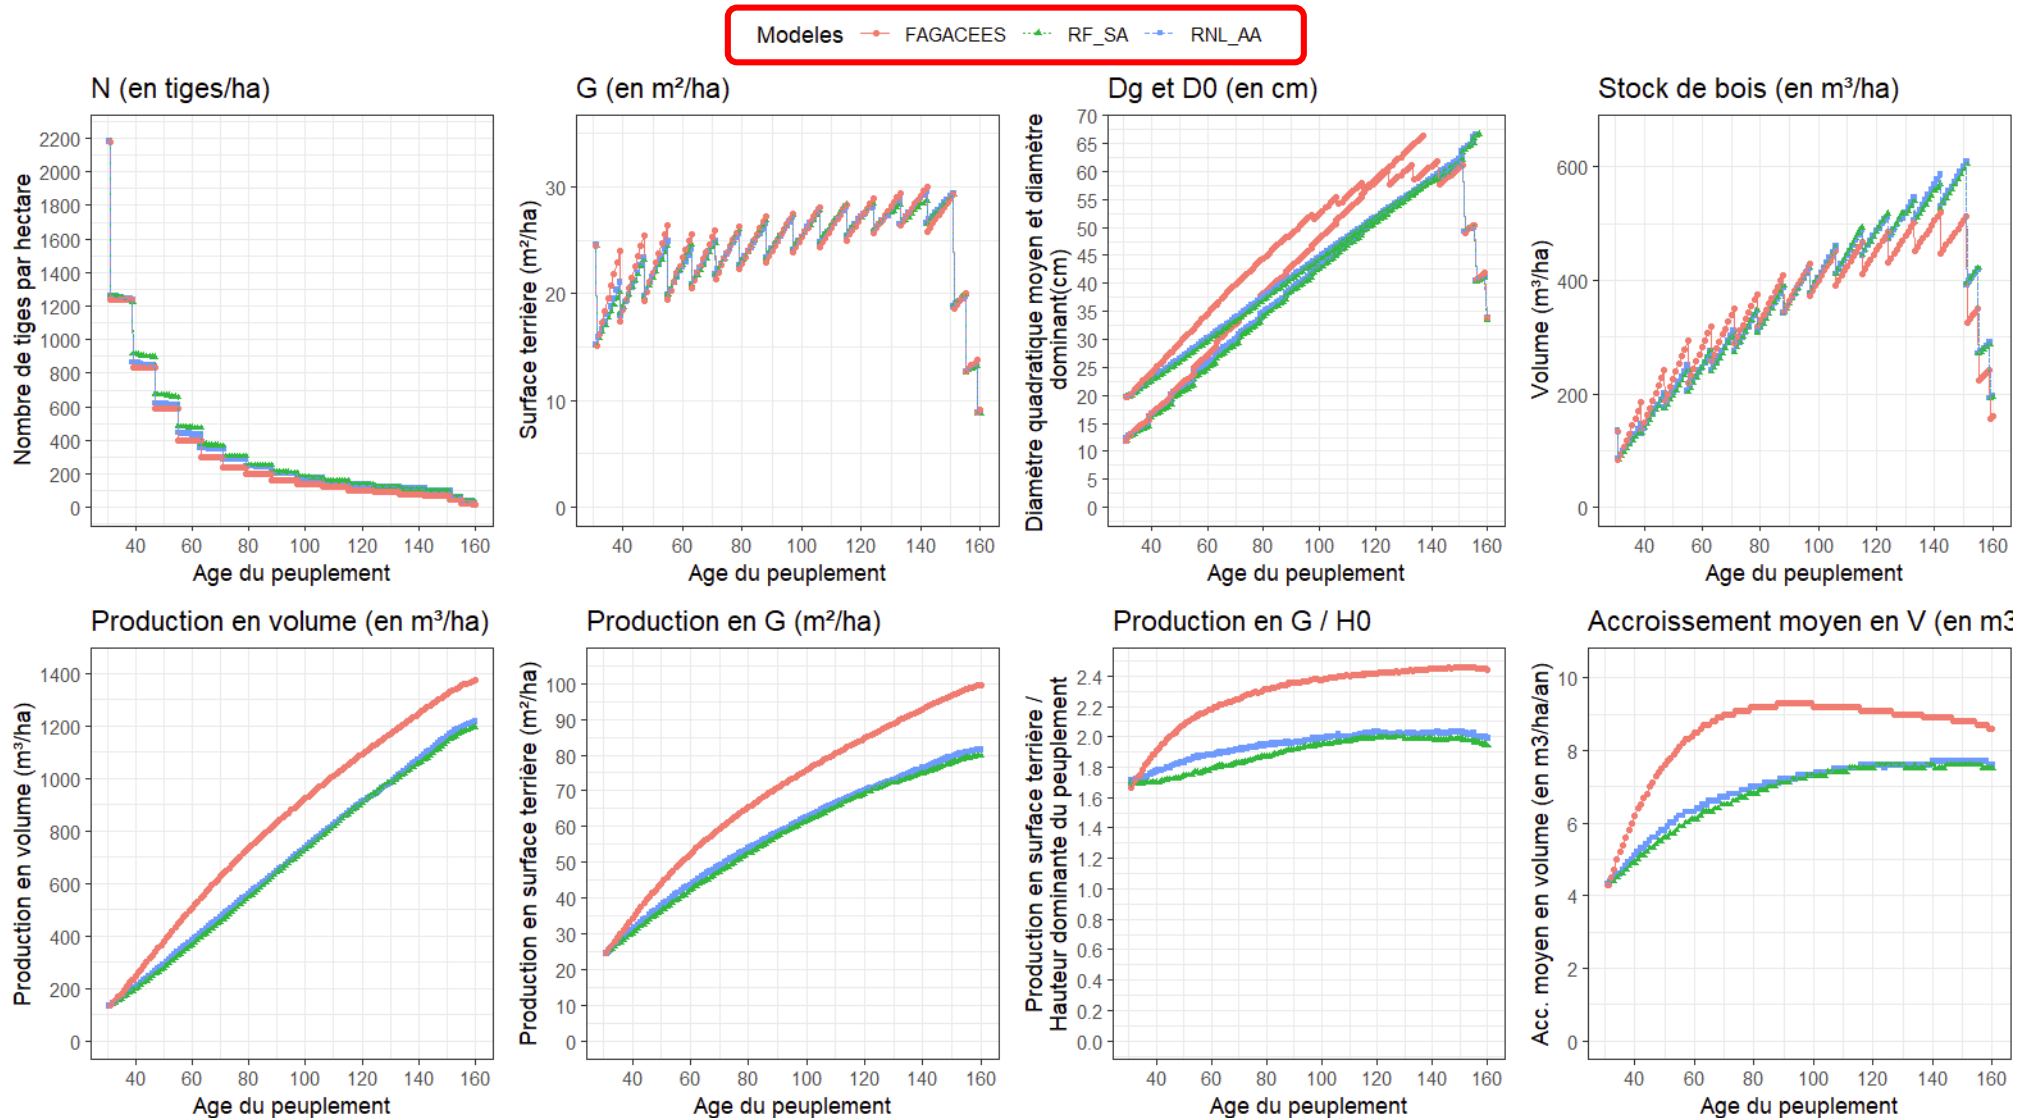 Modeles FAGACEES RF_SA RNL_AA
N (en tiges/ha)
G (en m²/ha)
Dg et D0 (en cm)
Stock de bois (en m³/ha)
Nombre de tiges par hectare
2200
2000
1800
1600
1400
1200
1000
800
600
400
200
0
40 60 80 100 120 140 160
Age du peuplement
Surface terrière (m²/ha)
30
20
10
0
40 60 80 100 120 140 160
Age du peuplement
Diamètre quadratique moyen et diamètre
dominant(cm)
70
65
60
55
50
45
40
35
30
25
20
15
10
5
0
40 60 80 100 120 140 160
Age du peuplement
Volume (m³/ha)
600
400
200
0
40 60 80 100 120 140 160
Age du peuplement
Production en volume (en m³/ha)
Production en G (m²/ha)
Production en G / H0
Accroissement moyen en V (en m3
Production en volume (m³/ha)
1400
1200
1000
800
600
400
200
0
40 60 80 100 120 140 160
Age du peuplement
Production en surface terrière (m²/ha)
100
90
80
70
60
50
40
30
20
10
0
40 60 80 100 120 140 160
Age du peuplement
Production en surface terrière /
Hauteur dominante du peuplement
2.4
2.2
2.0
1.8
1.6
1.4
1.2
1.0
0.8
0.6
0.4
0.2
0.0
40 60 80 100 120 140 160
Age du peuplement
Acc. moyen en volume (en m3/ha/an)
10
8
6
4
2
0
40 60 80 100 120 140 160
Age du peuplement